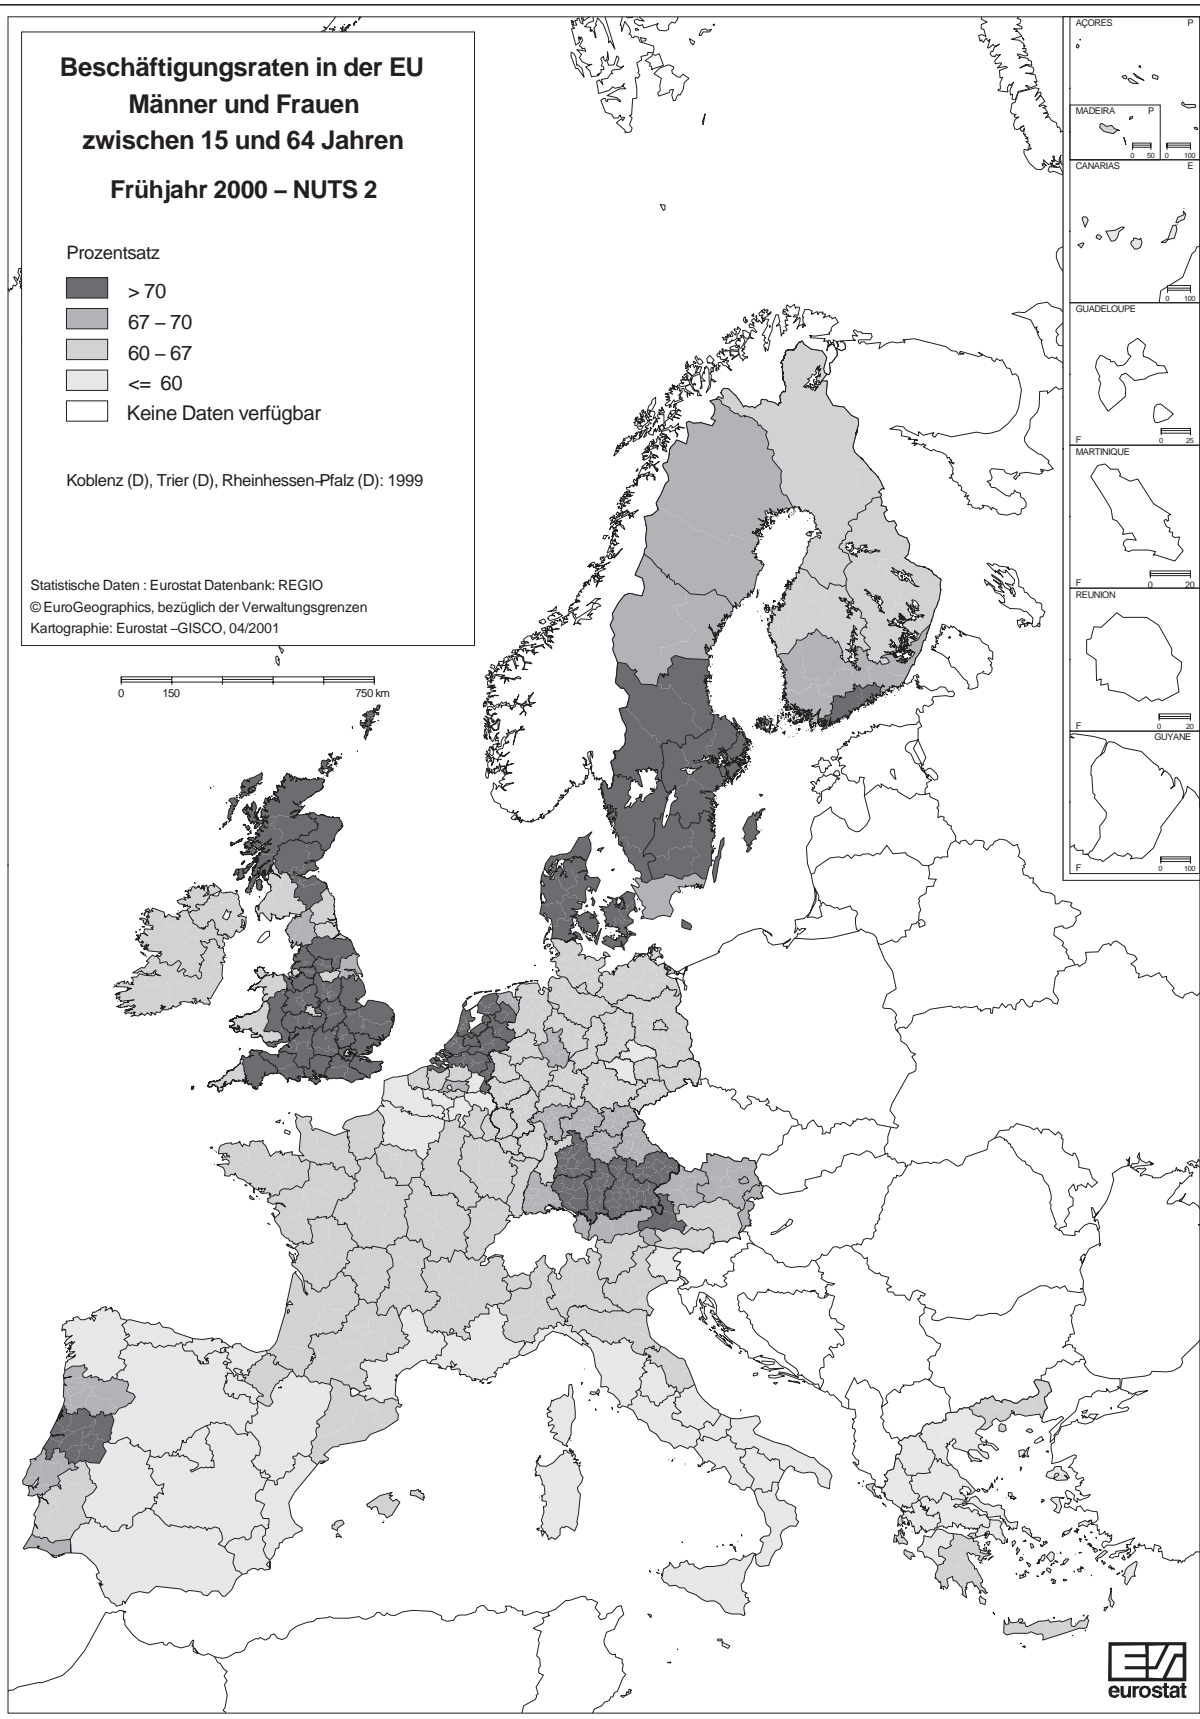 Beschäftigungsraten in der EU
Männer und Frauen
zwischen 15 und 64 Jahren
Frühjahr 2000 – NUTS 2
Prozentsatz
> 70
67 – 70
60 – 67
<= 60
Keine Daten verfügbar
Koblenz (D), Trier (D), Rheinhessen-Pfalz (D): 1999
Statistische Daten : Eurostat Datenbank: REGIO
© EuroGeographics, bezüglich der Verwaltungsgrenzen
Kartographie: Eurostat –GISCO, 04/2001
0 150 750 km
AÇORES P
MADEIRA P
0 50 0 100
CANARIAS E
0 100
GUADELOUPE
F 0 25
MARTINIQUE
F 0 20
REUNION
F 0 20
GUYANE
F 0 100
eurostat